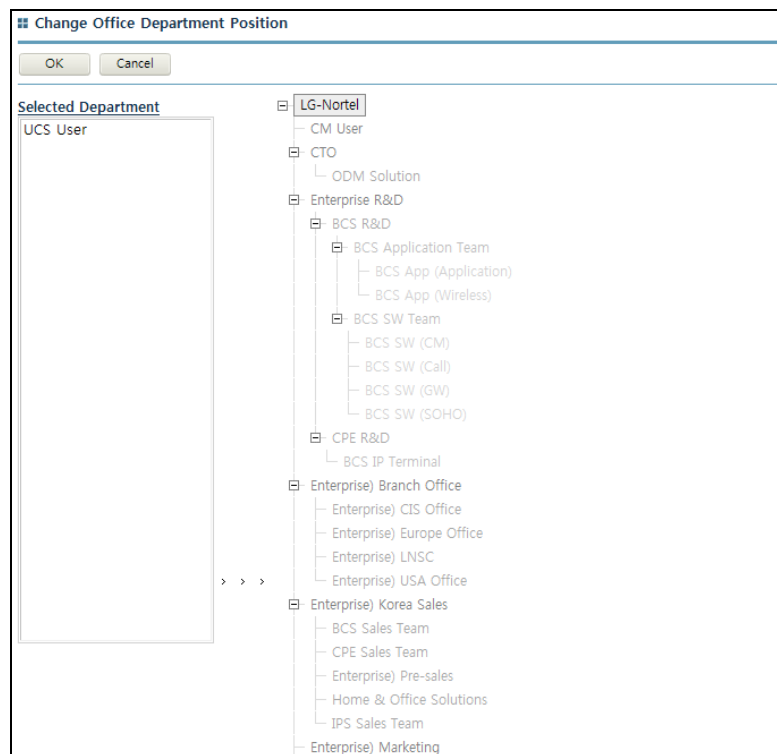 Change Office Department Position
OK
Cancel
Selected Department
UCS User
> > >
LG-Nortel
CM User
CTO
ODM Solution
Enterprise R&D
BCS R&D
BCS Application Team
BCS App (Application)
BCS App (Wireless)
BCS SW Team
BCS SW (CM)
BCS SW (Call)
BCS SW (GW)
BCS SW (SOHO)
CPE R&D
BCS IP Terminal
Enterprise) Branch Office
Enterprise) CIS Office
Enterprise) Europe Office
Enterprise) LNSC
Enterprise) USA Office
Enterprise) Korea Sales
BCS Sales Team
CPE Sales Team
Enterprise) Pre-sales
Home & Office Solutions
IPS Sales Team
Enterprise) Marketing